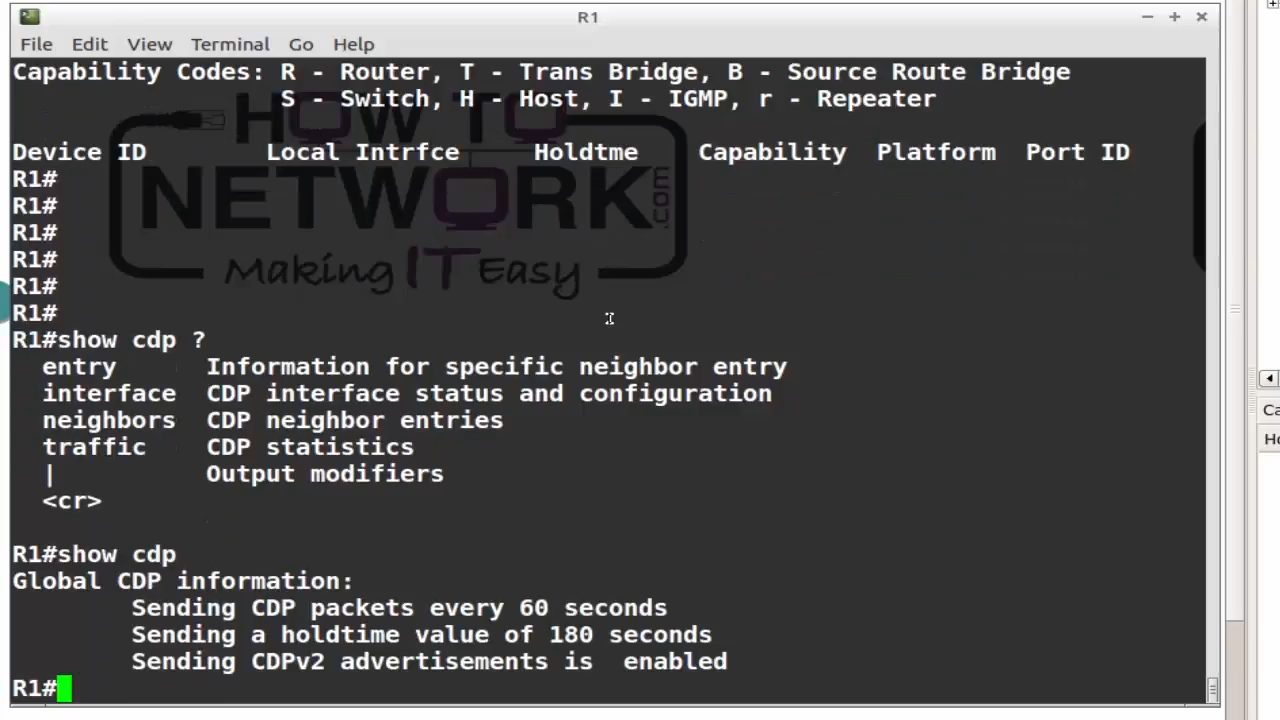 R1
File Edit View Terminal Go Help
Capability Codes: R - Router, T - Trans Bridge, B - Source Route Bridge
S - Switch, H - Host, I - IGMP, r - Repeater
HOW TO
NETWORK.com
Making IT Easy
Device ID Local Intrfce Holdtme Capability Platform Port ID
R1#
R1#
R1#
R1#
R1#
R1#
R1#show cdp ?
entry Information for specific neighbor entry
interface CDP interface status and configuration
neighbors CDP neighbor entries
traffic CDP statistics
| Output modifiers
<cr>
R1#show cdp
Global CDP information:
Sending CDP packets every 60 seconds
Sending a holdtime value of 180 seconds
Sending CDPv2 advertisements is enabled
R1#